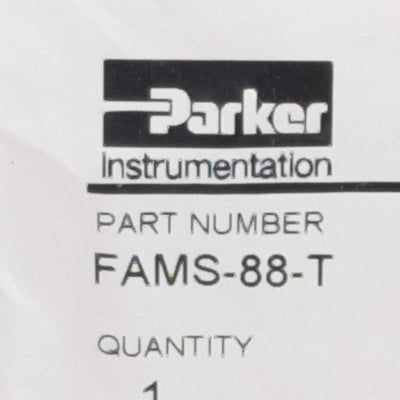 Parker
Instrumentation
PART NUMBER
FAMS-88-T
QUANTITY
1